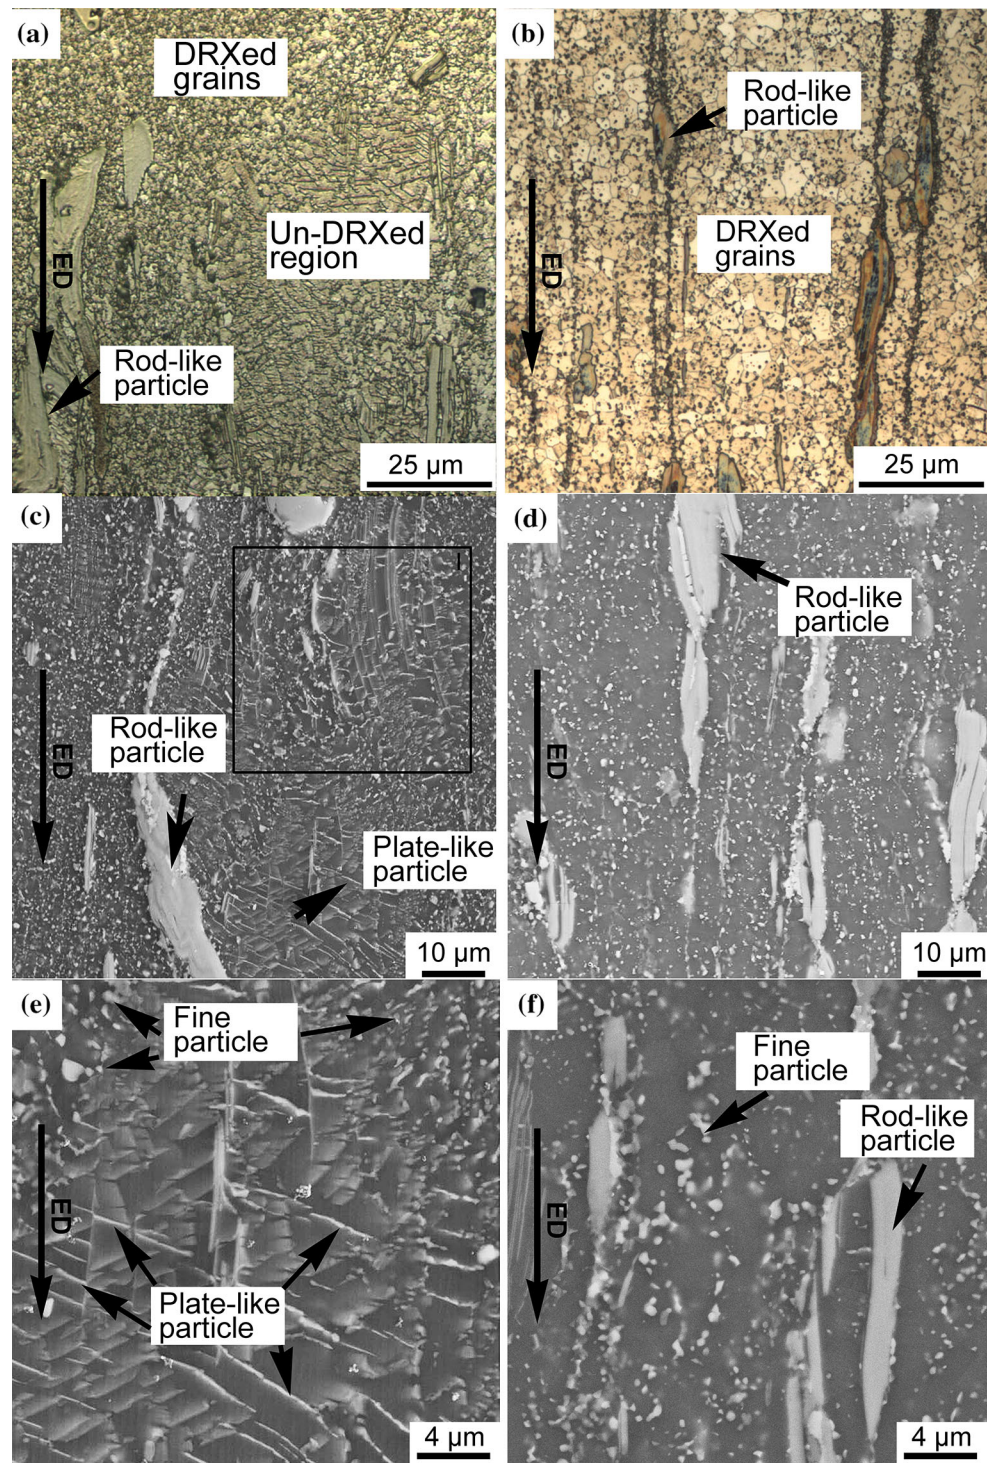 (a)
DRXed
grains
Un-DRXed
region
ED
Rod-like
particle
25 µm
(b)
Rod-like
particle
DRXed
grains
ED
25 µm
(c)
I
Rod-like
particle
ED
Plate-like
particle
10 µm
(d)
Rod-like
particle
ED
10 µm
(e)
Fine
particle
ED
Plate-like
particle
4 µm
(f)
Fine
particle
Rod-like
particle
ED
4 µm